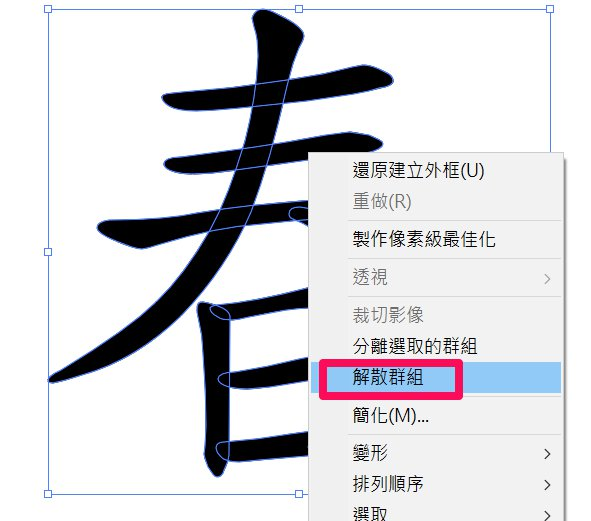 春
還原建立外框(U)
重做(R)
製作像素級最佳化
透視
裁切影像
分離選取的群組
解散群組
簡化(M)...
變形
排列順序
選取